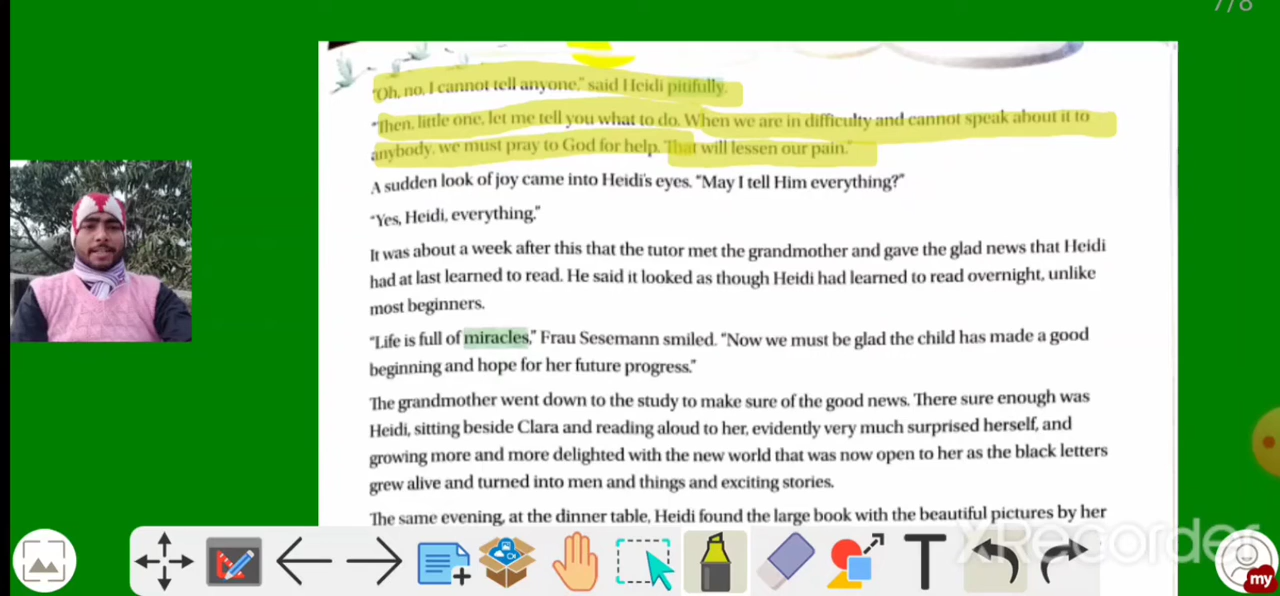 7/8
"Oh, no, I cannot tell anyone," said Heidi pitifully.
"Then, little one, let me tell you what to do. When we are in difficulty and cannot speak about it to
anybody, we must pray to God for help. That will lessen our pain."
A sudden look of joy came into Heidi's eyes. "May I tell Him everything?"
"Yes, Heidi, everything."
It was about a week after this that the tutor met the grandmother and gave the glad news that Heidi
had at last learned to read. He said it looked as though Heidi had learned to read overnight, unlike
most beginners.
"Life is full of miracles," Frau Sesemann smiled. "Now we must be glad the child has made a good
beginning and hope for her future progress."
The grandmother went down to the study to make sure of the good news. There sure enough was
Heidi, sitting beside Clara and reading aloud to her, evidently very much surprised herself, and
growing more and more delighted with the new world that was now open to her as the black letters
grew alive and turned into men and things and exciting stories.
The same evening, at the dinner table, Heidi found the large book with the beautiful pictures by her
XRecorder
T
my